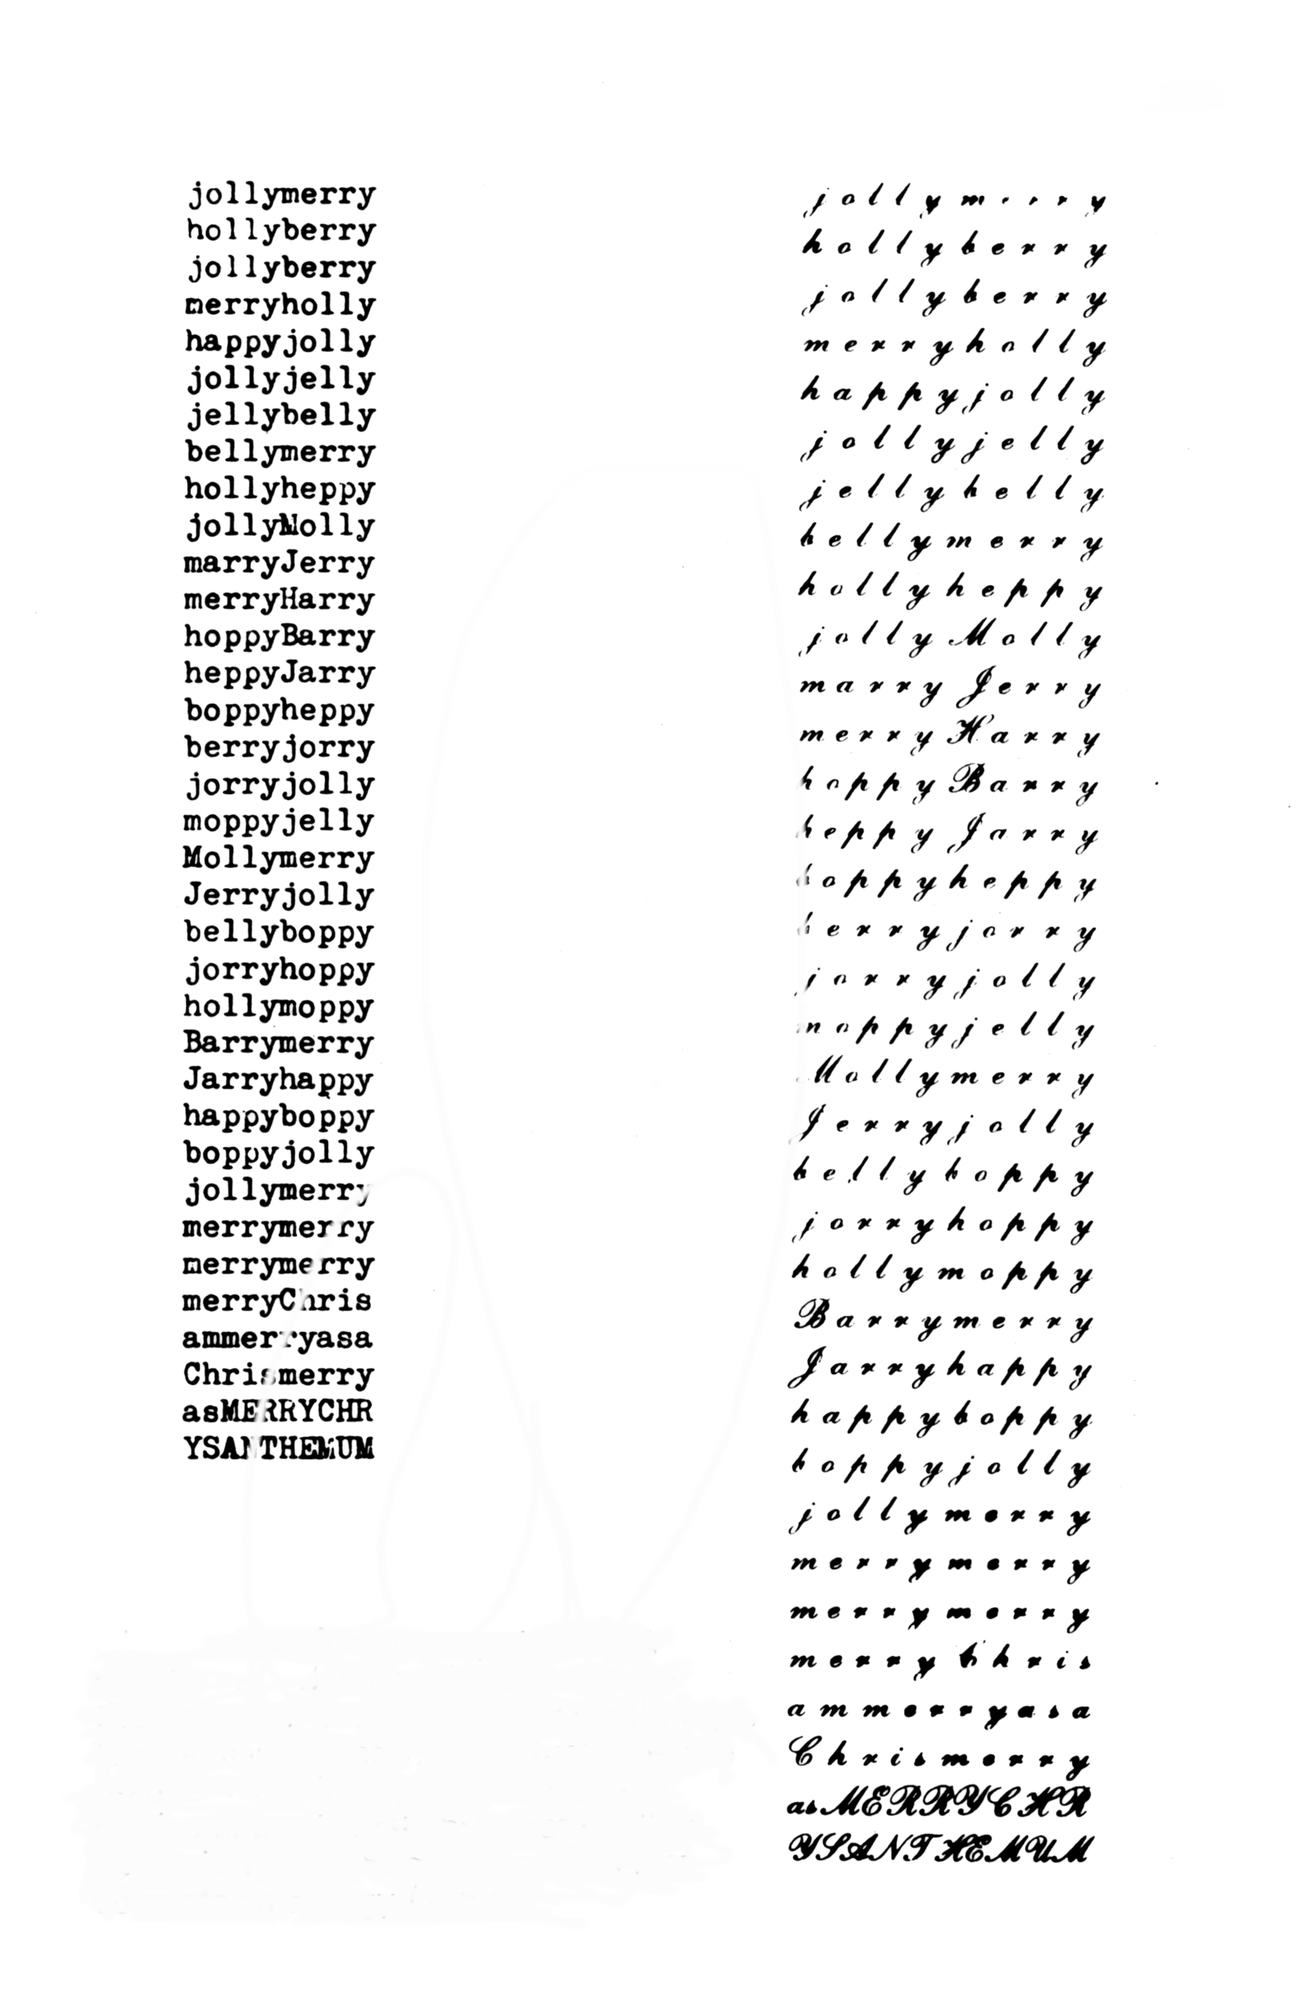 jollymerry
hollyberry
jollyberry
merryholly
happyjolly
jollyjelly
jellybelly
bellymerry
hollyheppy
jollyMolly
marryJerry
merryHarry
hoppyBarry
heppyJarry
boppyheppy
berryjorry
jorryjolly
moppyjelly
Mollymerry
Jerryjolly
bellyboppy
jorryhoppy
hollymoppy
Barrymerry
Jarryhappy
happyboppy
boppyjolly
jollymerry
merrymerry
merrymerry
merryChris
ammerryasa
Chrismerry
asMERRYCHR
YSANTHEMUM
jollymerry
hollyberry
jollyberry
merryholly
happyjolly
jollyjelly
jellybelly
bellymerry
hollyheppy
jollyMolly
marryJerry
merryHarry
hoppyBarry
heppyJarry
boppyheppy
berryjorry
jorryjolly
moppyjelly
Mollymerry
Jerryjolly
bellyboppy
jorryhoppy
hollymoppy
Barrymerry
Jarryhappy
happyboppy
boppyjolly
jollymerry
merrymerry
merrymerry
merryChris
ammerryasa
Chrismerry
asMERRYCHR
YSANTHEMUM